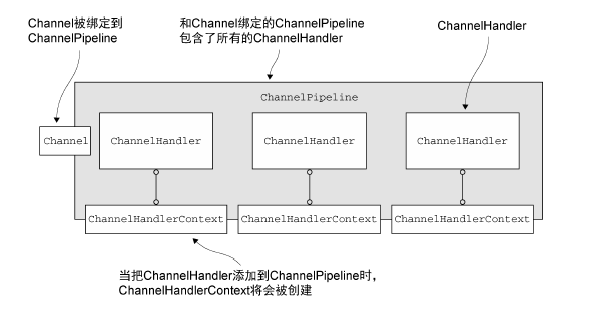 Channel被绑定到
ChannelPipeline
和Channel绑定的ChannelPipeline
包含了所有的ChannelHandler
ChannelHandler
ChannelPipeline
Channel
ChannelHandler
ChannelHandler
ChannelHandler
ChannelHandlerContext
ChannelHandlerContext
ChannelHandlerContext
当把ChannelHandler添加到ChannelPipeline时，
ChannelHandlerContext将会被创建